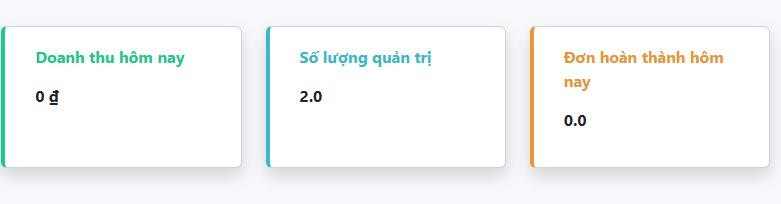 Doanh thu hôm nay
0 ₫
Số lượng quản trị
2.0
Đơn hoàn thành hôm
nay
0.0